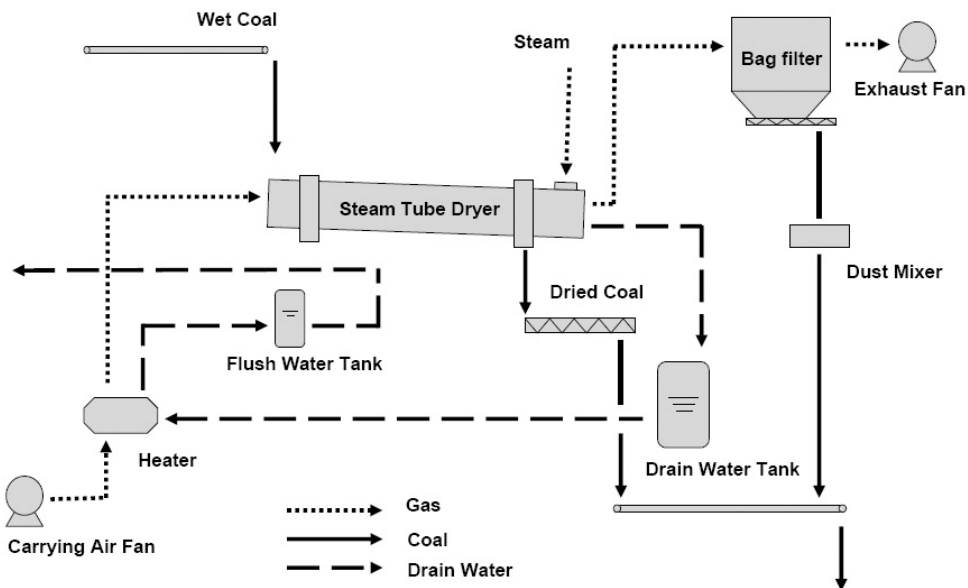 Wet Coal
Steam
Bag filter
Exhaust Fan
Steam Tube Dryer
Dust Mixer
Dried Coal
Flush Water Tank
Heater
Drain Water Tank
Gas
Carrying Air Fan
Coal
Drain Water